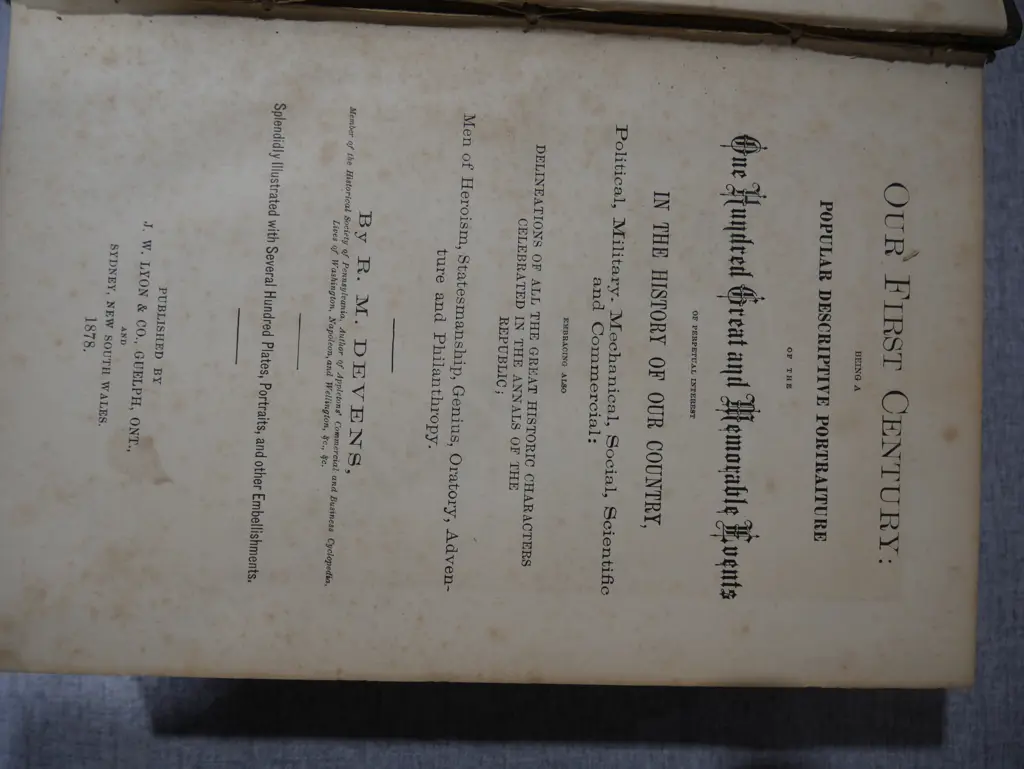 OUR FIRST CENTURY:
BEING A
POPULAR DESCRIPTIVE PORTRAITURE
OF THE
One Hundred Great and Memorable Events
OF PERPETUAL INTEREST
IN THE HISTORY OF OUR COUNTRY,
Political, Military. Mechanical, Social, Scientific
and Commercial:
EMBRACING ALSO
DELINEATIONS OF ALL THE GREAT HISTORIC CHARACTERS
CELEBRATED IN THE ANNALS OF THE
REPUBLIC;
Men of Heroism, Statesmanship, Genius, Oratory, Adven-
ture and Philanthropy.
By R. M. DEVENS,
Member of the Historical Society of Pennsylvania, Author of Appletons' Commercial and Business Cyclopedia,
Lives of Washington, Napoleon, and Wellington, &c., &c.
Splendidly Illustrated with Several Hundred Plates, Portraits, and other Embellishments.
PUBLISHED BY
J. W. LYON & CO., GUELPH, ONT.,
AND
SYDNEY, NEW SOUTH WALES.
1878.